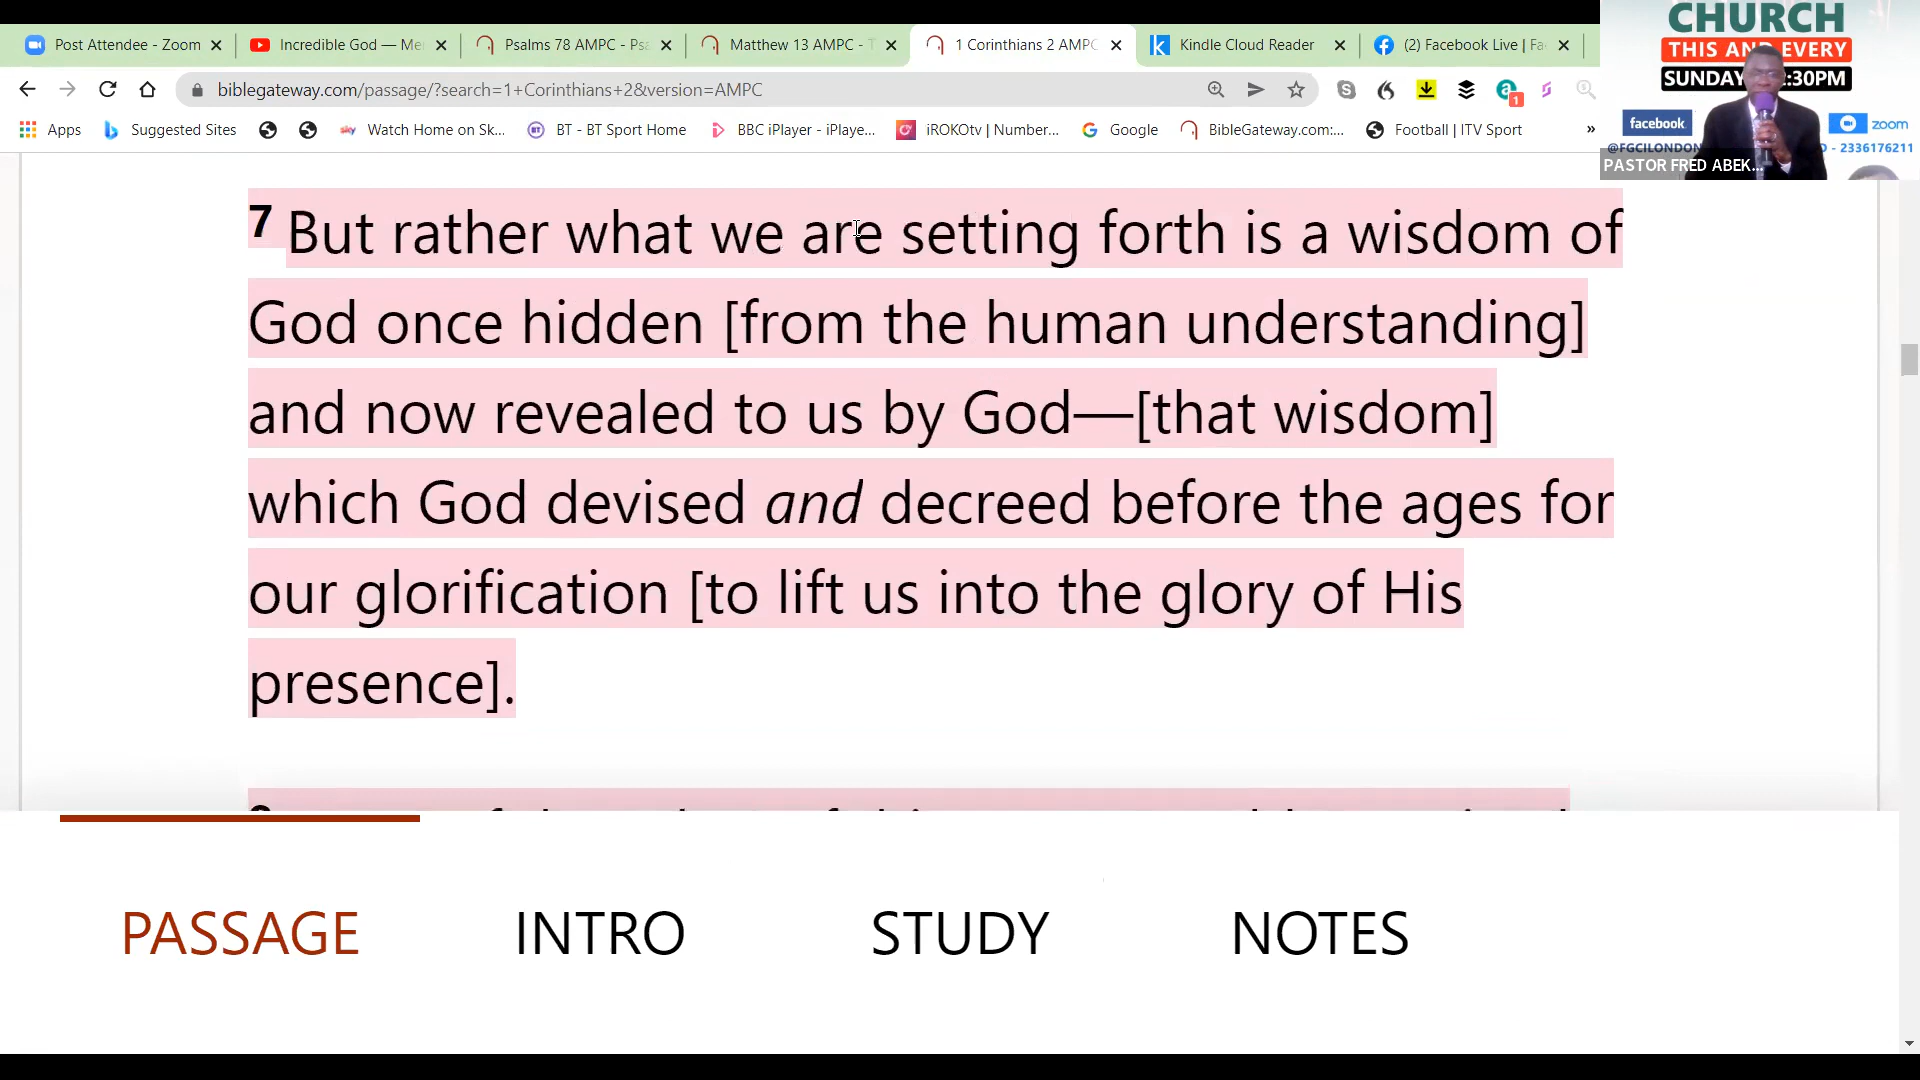 Post Attendee - Zoom
Incredible God — Me
Psalms 78 AMPC - Psa
Matthew 13 AMPC - T
1 Corinthians 2 AMPC
Kindle Cloud Reader
(2) Facebook Live | Fa
biblegateway.com/passage/?search=1+Corinthians+2&version=AMPC
Apps
Suggested Sites
Watch Home on Sk...
BT - BT Sport Home
BBC iPlayer - iPlaye...
iROKOtv | Number...
Google
BibleGateway.com:...
Football | ITV Sport
»
CHURCH
THIS AND EVERY
SUNDAY :30PM
facebook
zoom
@FGCILONDON
- 2336176211
PASTOR FRED ABEK...
7 But rather what we are setting forth is a wisdom of
God once hidden [from the human understanding]
and now revealed to us by God—[that wisdom]
which God devised and decreed before the ages for
our glorification [to lift us into the glory of His
presence].
PASSAGE
INTRO
STUDY
NOTES